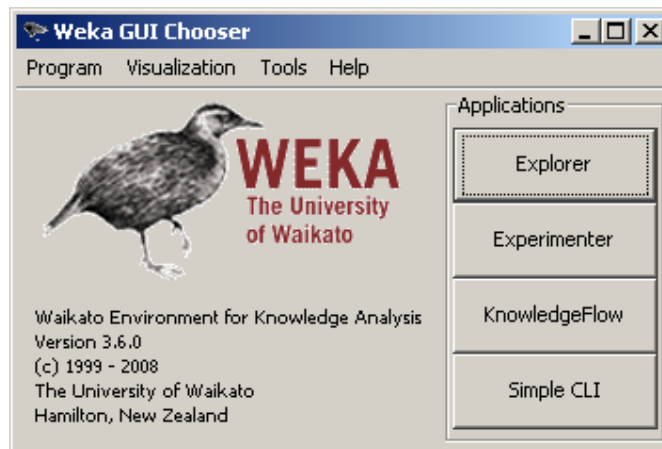 Weka GUI Chooser
Program Visualization Tools Help
WEKA
The University
of Waikato
Waikato Environment for Knowledge Analysis
Version 3.6.0
(c) 1999 - 2008
The University of Waikato
Hamilton, New Zealand
Applications
Explorer
Experimenter
KnowledgeFlow
Simple CLI